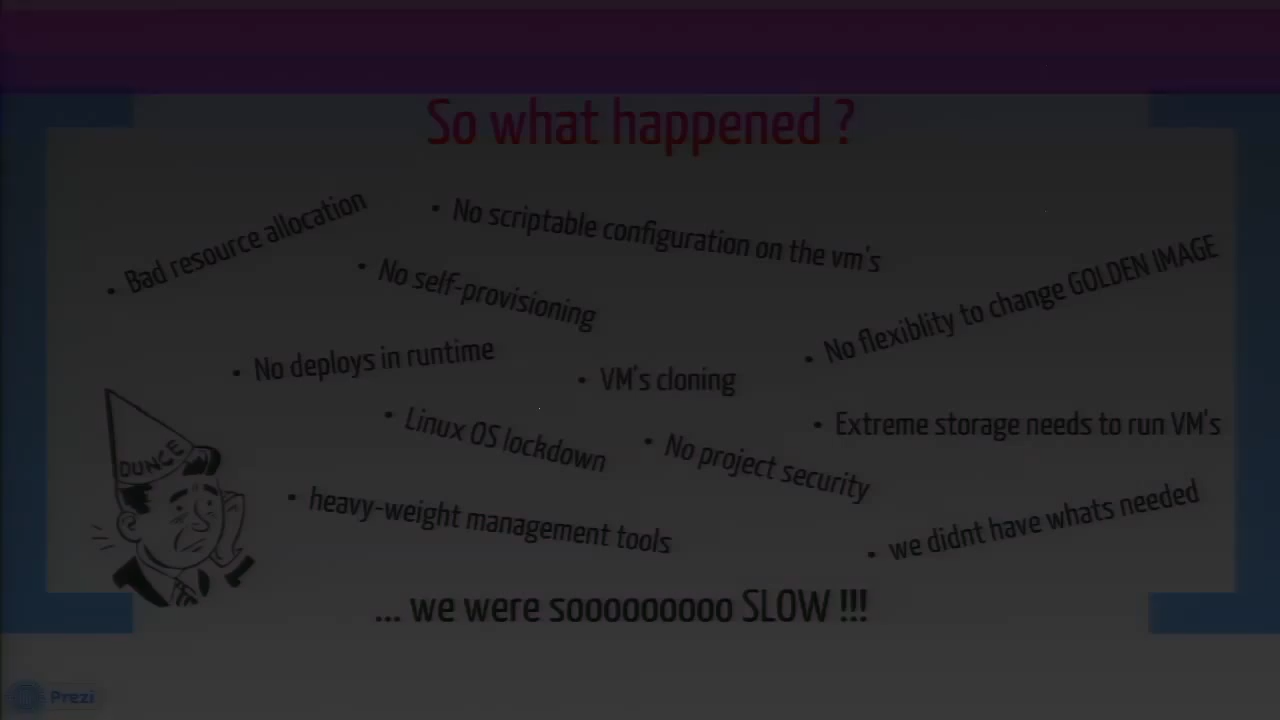 So what happened ?
• Bad resource allocation
• No scriptable configuration on the vm's
• No self-provisioning
• No flexiblity to change GOLDEN IMAGE
• No deploys in runtime
• VM's cloning
• Linux OS lockdown
• No project security
• Extreme storage needs to run VM's
DUNCE
• heavy-weight management tools
• we didnt have whats needed
... we were sooooooooo SLOW !!!
Prezi